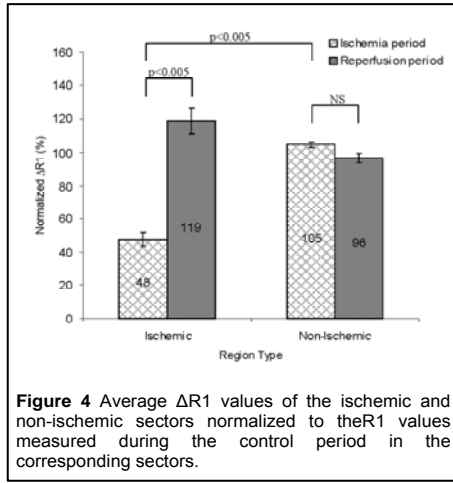 p<0.005
Ischemia period
Reperfusion period
p<0.005
NS
160
140
120
100
80
60
40
20
0
Normalized ΔR1 (%)
48
119
105
96
Ischemic
Non-Ischemic
Region Type
Figure 4 Average ΔR1 values of the ischemic and
non-ischemic sectors normalized to theR1 values
measured during the control period in the
corresponding sectors.